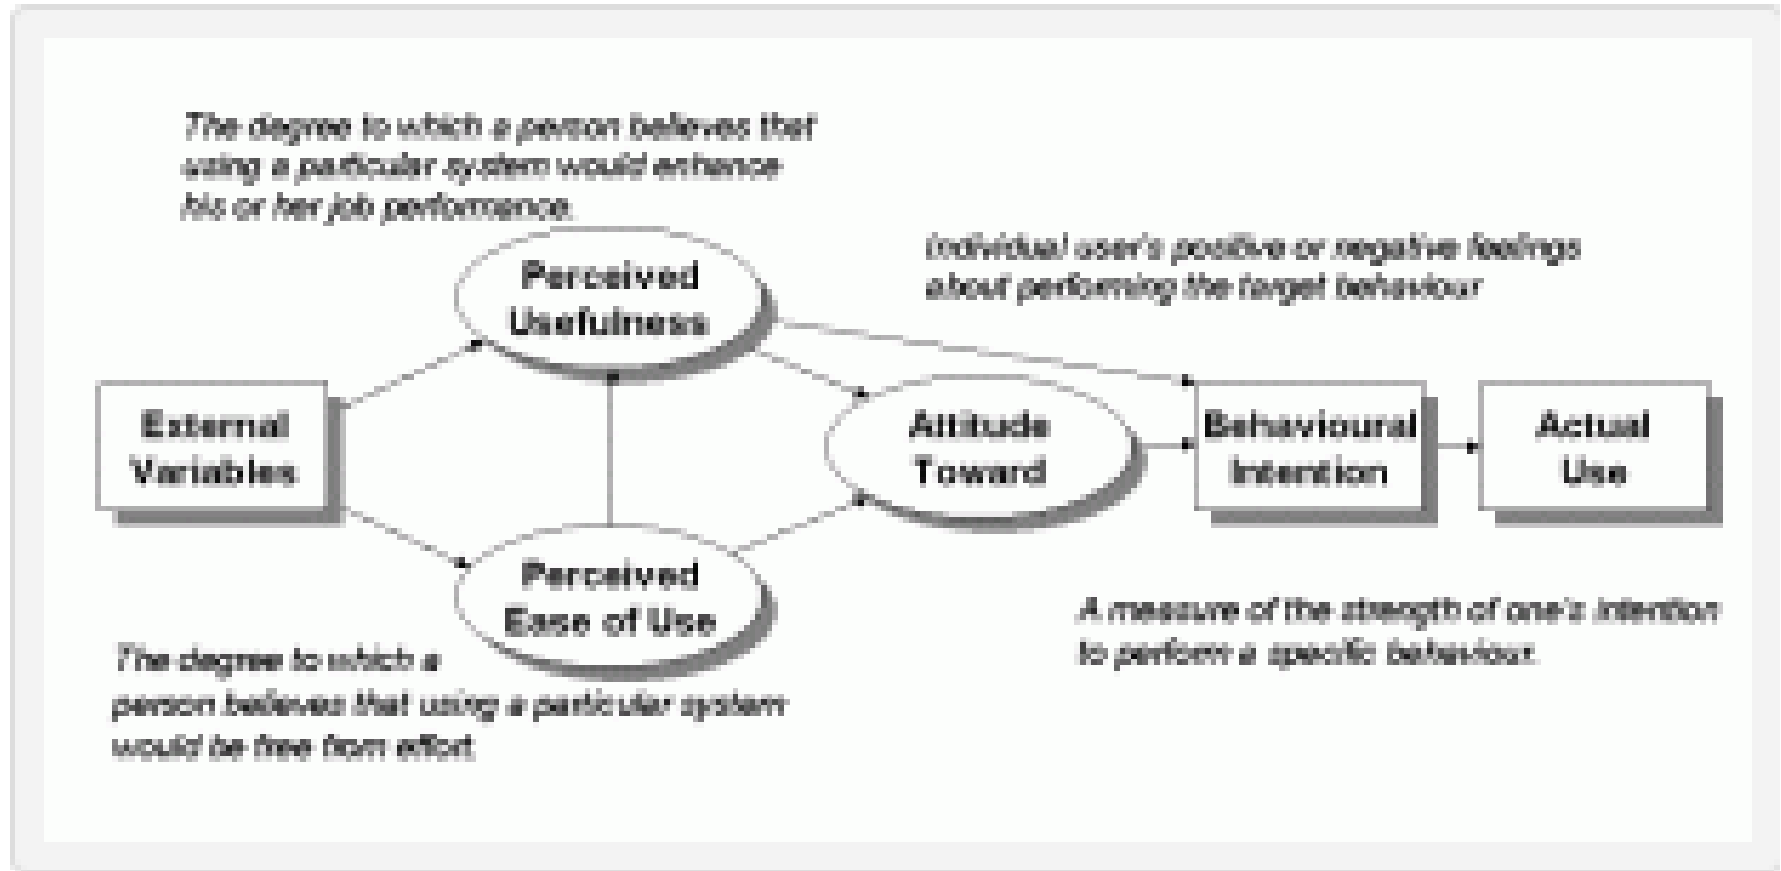 The degree to which a person believes that
using a particular system would enhance
his or her job performance.
Individual user's positive or negative feelings
about performing the target behaviour
Perceived
Usefulness
External
Variables
Attitude
Toward
Behavioural
Intention
Actual
Use
Perceived
Ease of Use
The degree to which a
person believes that using a particular system
would be free from effort
A measure of the strength of one's intention
to perform a specific behaviour.